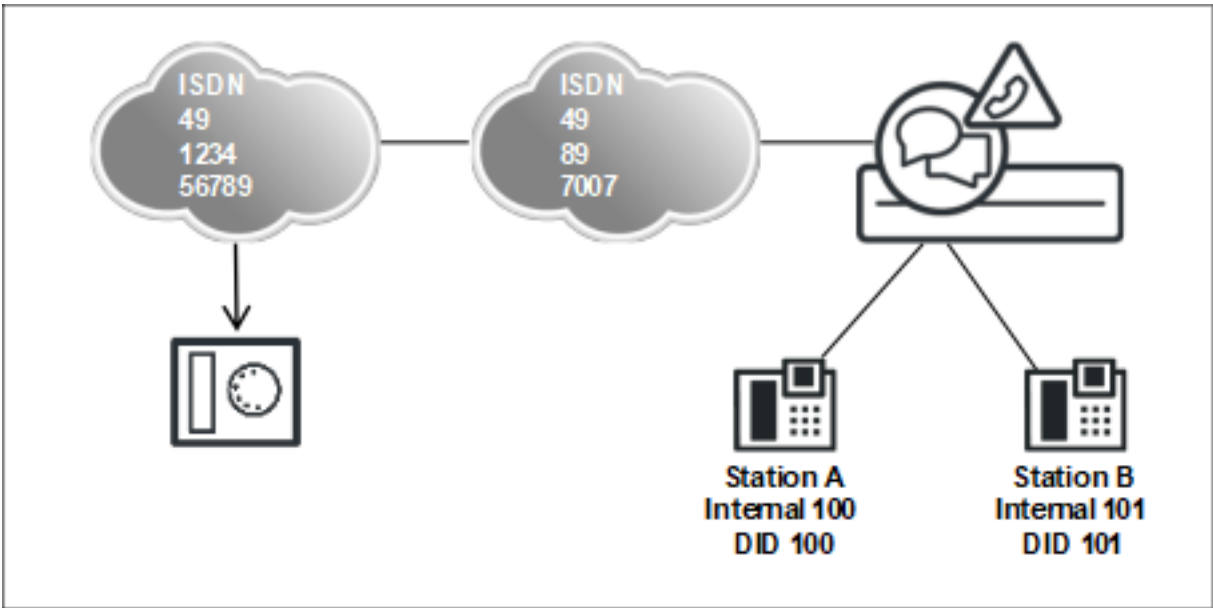 ISDN
49
1234
56789
ISDN
49
89
7007
Station A
Internal 100
DID 100
Station B
Internal 101
DID 101